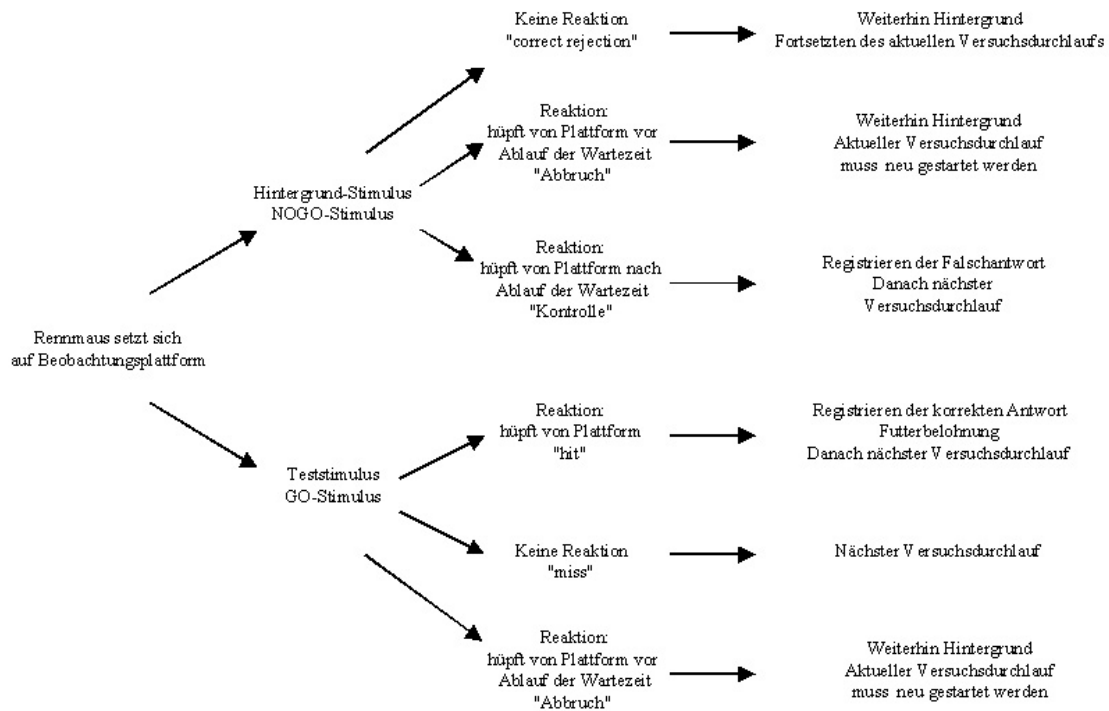 Keine Reaktion
"correct rejection"
Weiterhin Hintergrund
Fortsetzten des aktuellen Versuchsdurchlaufs
Reaktion:
hüpft von Plattform vor
Ablauf der Wartezeit
"Abbruch"
Weiterhin Hintergrund
Aktueller Versuchsdurchlauf
muss neu gestartet werden
Hintergrund-Stimulus
NOGO-Stimulus
Reaktion:
hüpft von Plattform nach
Ablauf der Wartezeit
"Kontrolle"
Registrieren der Falschantwort
Danach nächster
Versuchsdurchlauf
Rennmaus setzt sich
auf Beobachtungsplattform
Reaktion:
hüpft von Plattform
"hit"
Registrieren der korrekten Antwort
Futterbelohnung
Danach nächster Versuchsdurchlauf
Teststimulus
GO-Stimulus
Keine Reaktion
"miss"
Nächster Versuchsdurchlauf
Reaktion:
hüpft von Plattform vor
Ablauf der Wartezeit
"Abbruch"
Weiterhin Hintergrund
Aktueller Versuchsdurchlauf
muss neu gestartet werden